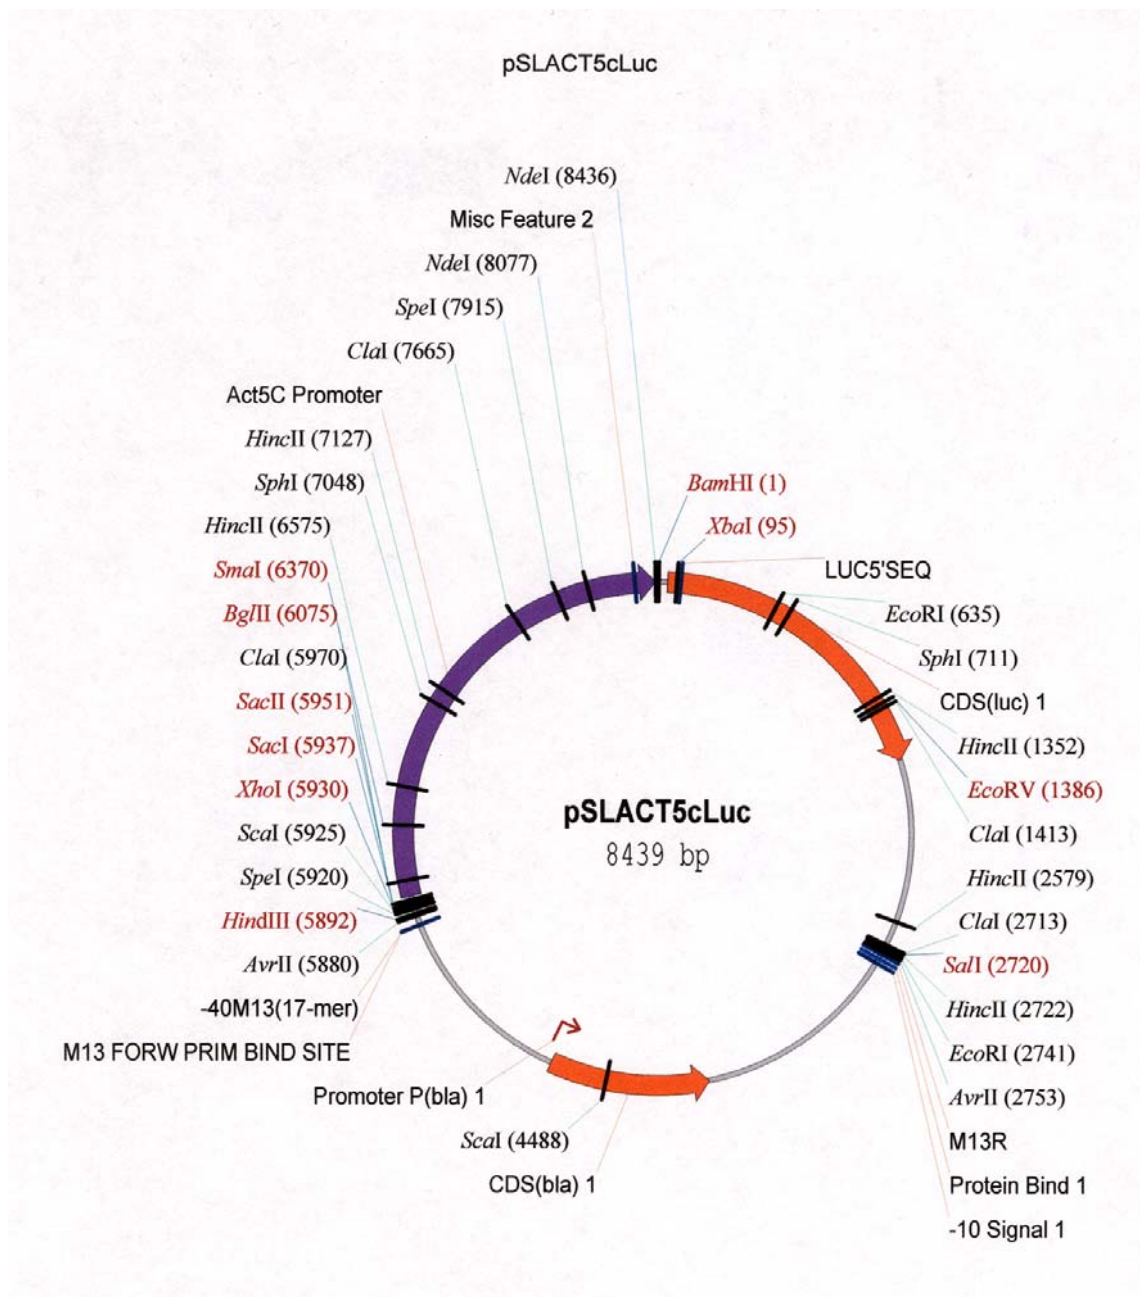 pSLACT5cLuc
NdeI (8436)
Misc Feature 2
NdeI (8077)
SpeI (7915)
ClaI (7665)
Act5C Promoter
HincII (7127)
SphI (7048)
HincII (6575)
SmaI (6370)
BglII (6075)
ClaI (5970)
SacII (5951)
SacI (5937)
XhoI (5930)
ScaI (5925)
SpeI (5920)
HindIII (5892)
AvrII (5880)
-40M13(17-mer)
M13 FORW PRIM BIND SITE
Promoter P(bla) 1
ScaI (4488)
CDS(bla) 1
BamHI (1)
XbaI (95)
LUC5'SEQ
EcoRI (635)
SphI (711)
CDS(luc) 1
HincII (1352)
EcoRV (1386)
ClaI (1413)
HincII (2579)
ClaI (2713)
SalI (2720)
HincII (2722)
EcoRI (2741)
AvrII (2753)
M13R
Protein Bind 1
-10 Signal 1
pSLACT5cLuc
8439 bp